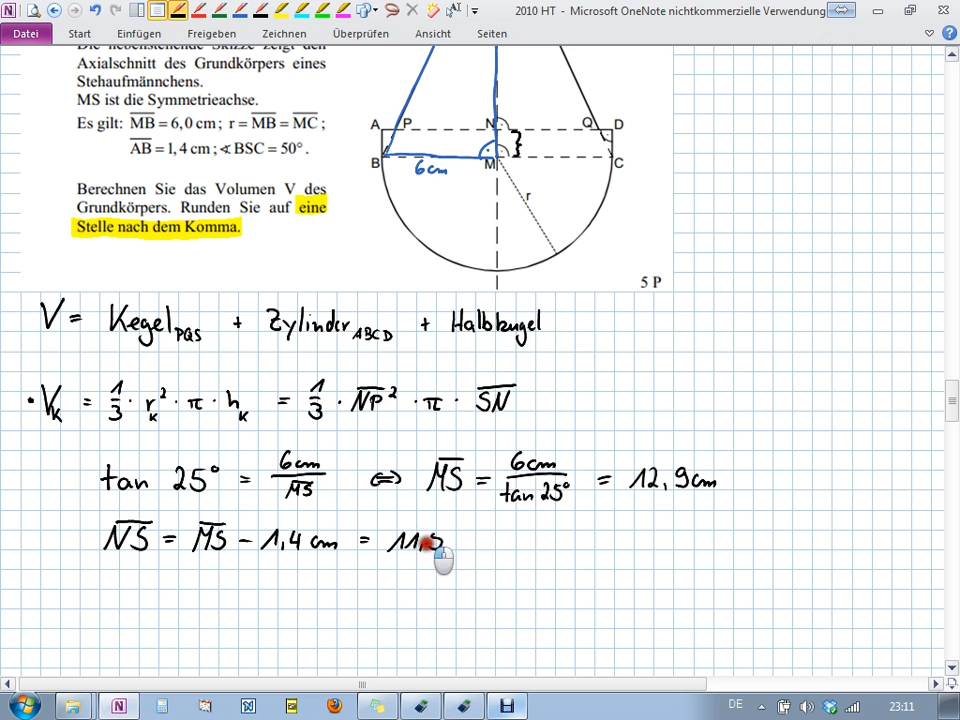 2010 HT - Microsoft OneNote nichtkommerzielle Verwendung
Datei Start Einfügen Freigeben Zeichnen Überprüfen Ansicht Seiten
Die nebenstehende Skizze zeigt den
Axialschnitt des Grundkörpers eines
Stehaufmännchens.
MS ist die Symmetrieachse.
Es gilt: MB = 6,0 cm; r = MB = MC;
AB = 1,4 cm; ∢ BSC = 50°.
Berechnen Sie das Volumen V des
Grundkörpers. Runden Sie auf eine
Stelle nach dem Komma.
A P N Q D
B 6cm M C
r
5 P
V = Kegel PQS + Zylinder ABCD + Halbkugel
• V_K = 1/3 · r_K² · π · h_K = 1/3 · NP² · π · SN
tan 25° = 6cm/MS ⇔ MS = 6cm/tan 25° = 12,9cm
NS = MS − 1,4 cm = 11,5
DE 23:11